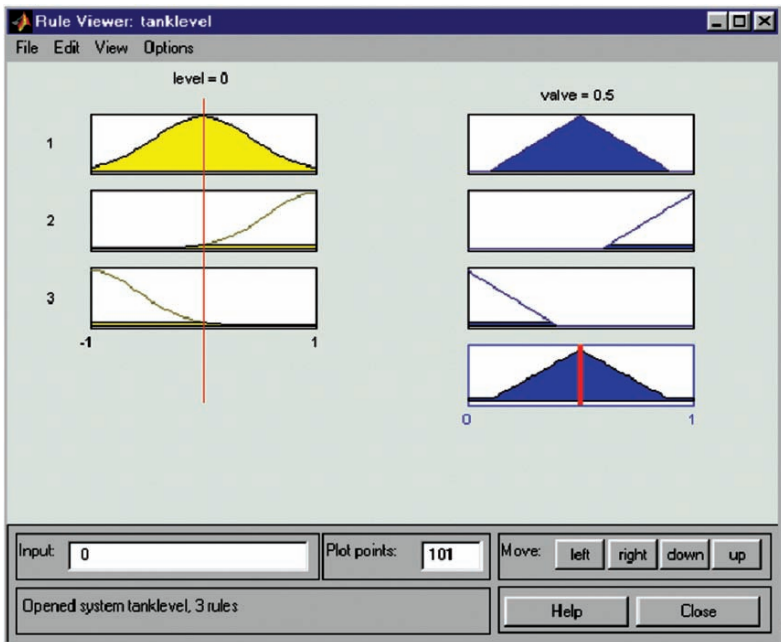 Rule Viewer: tanklevel
File Edit View Options
level = 0
valve = 0.5
1
2
3
-1 1
0 1
Input: 0
Plot points: 101
Move: left right down up
Opened system tanklevel, 3 rules
Help Close